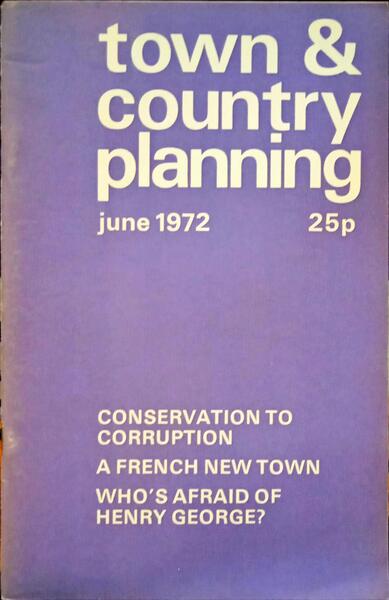 town &
country
planning
june 1972 25p
CONSERVATION TO
CORRUPTION
A FRENCH NEW TOWN
WHO'S AFRAID OF
HENRY GEORGE?